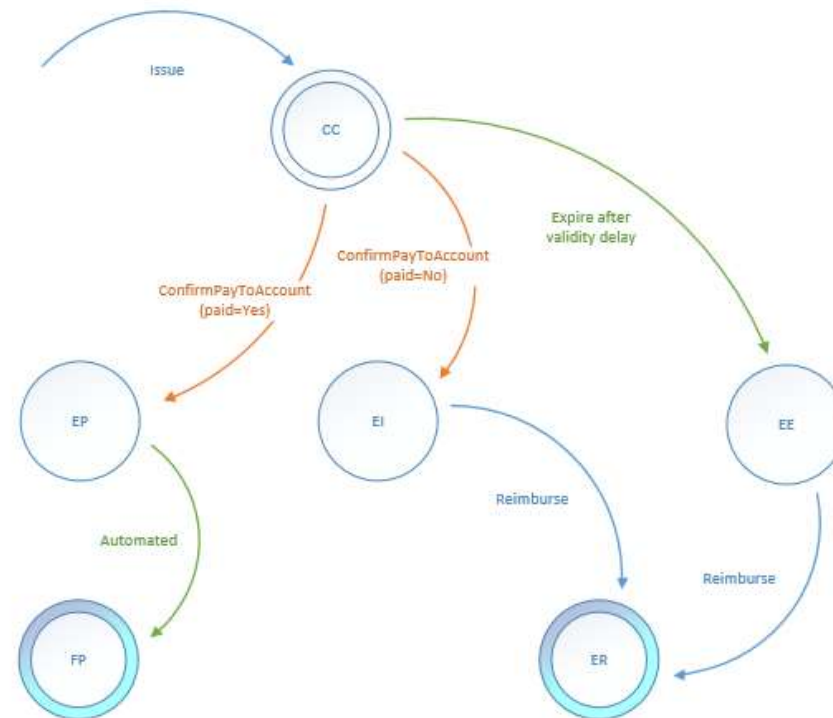 Issue
CC
Expire after
validity delay
ConfirmPayToAccount
(paid=No)
ConfirmPayToAccount
(paid=Yes)
EP
EI
EE
Reimburse
Automated
Reimburse
FP
ER